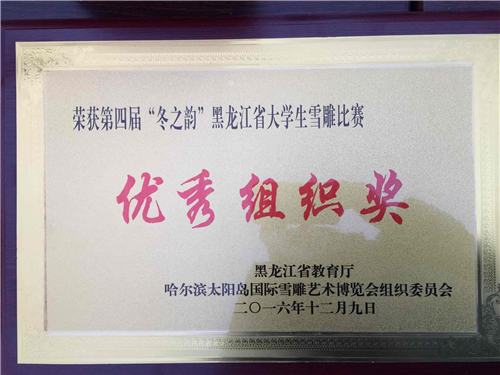 荣获第四届“冬之韵”黑龙江省大学生雪雕比赛
优秀组织奖
黑龙江省教育厅
哈尔滨太阳岛国际雪雕艺术博览会组织委员会
二〇一六年十二月九日